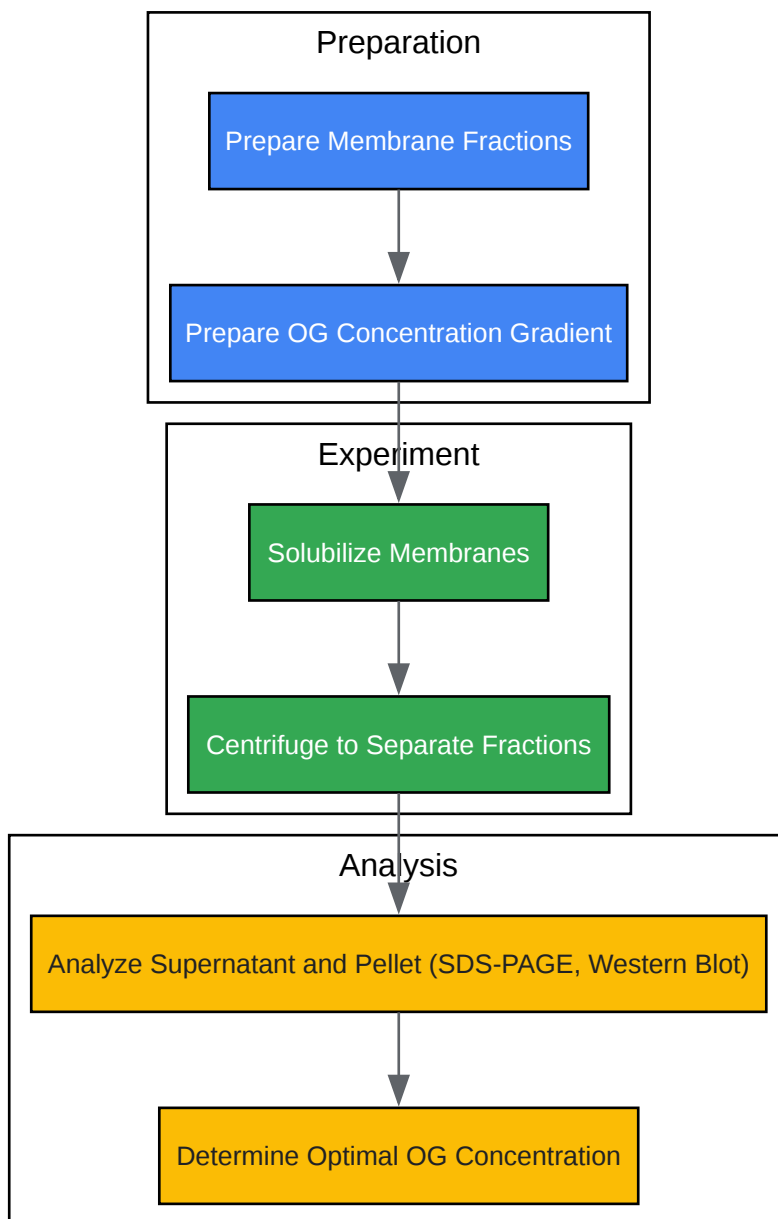 Preparation
Prepare Membrane Fractions
Prepare OG Concentration Gradient
Experiment
Solubilize Membranes
Centrifuge to Separate Fractions
Analysis
Analyze Supernatant and Pellet (SDS-PAGE, Western Blot)
Determine Optimal OG Concentration